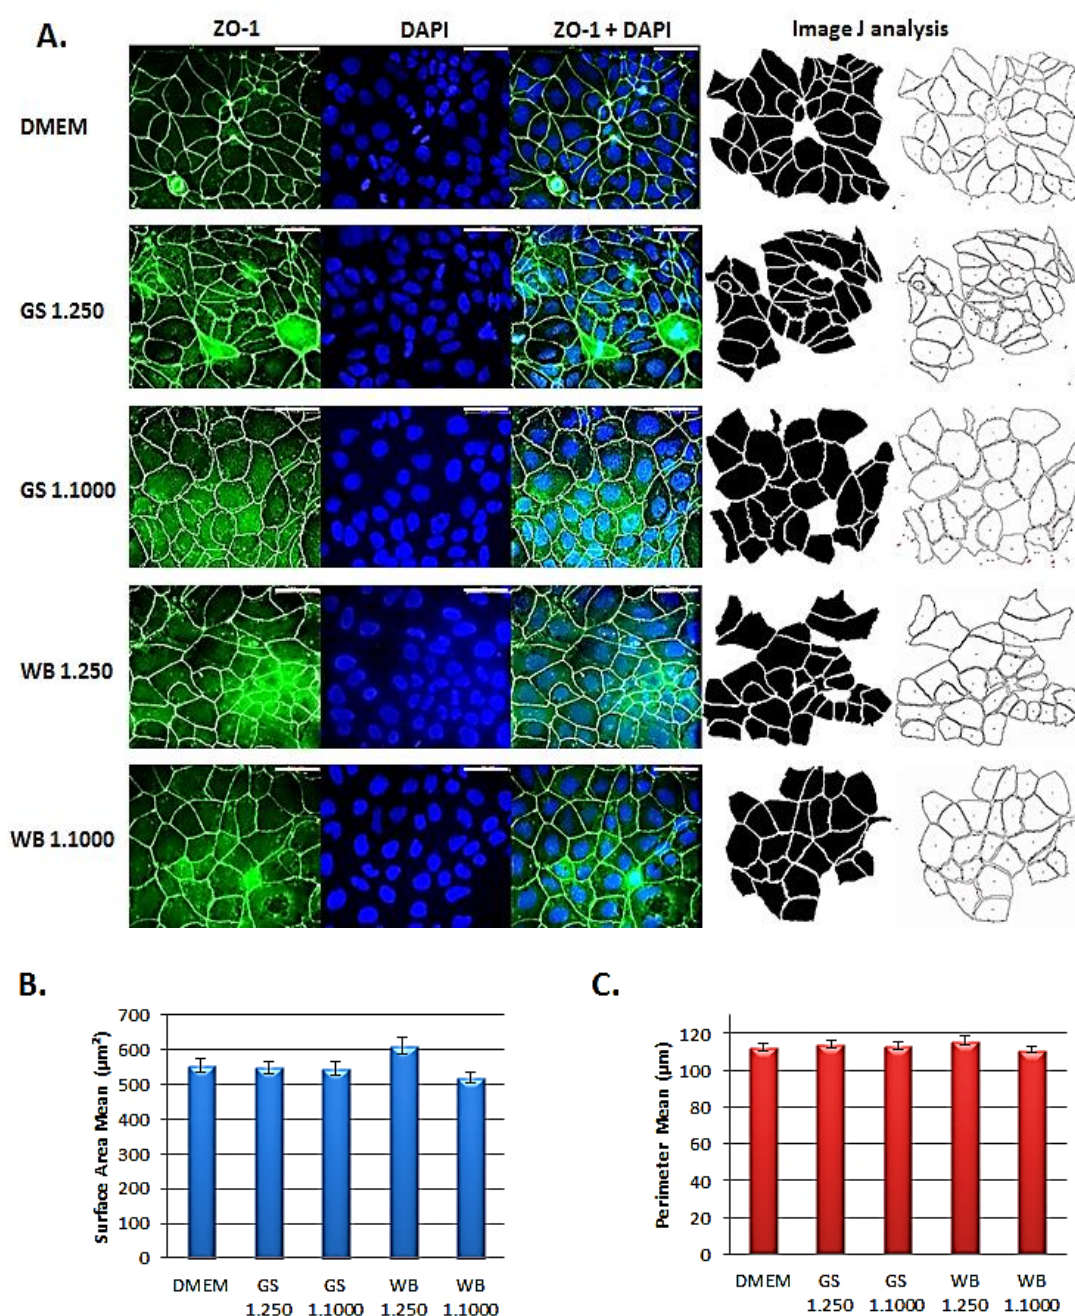 A.
ZO-1 DAPI ZO-1 + DAPI Image J analysis
DMEM
GS 1.250
GS 1.1000
WB 1.250
WB 1.1000
B.
Surface Area Mean (µm²)
700
600
500
400
300
200
100
0
DMEM GS WB GS WB
1.250 1.1000 1.250 1.1000
C.
Perimeter Mean (µm)
120
100
80
60
40
20
0
DMEM GS GS WB WB
1.250 1.1000 1.250 1.1000